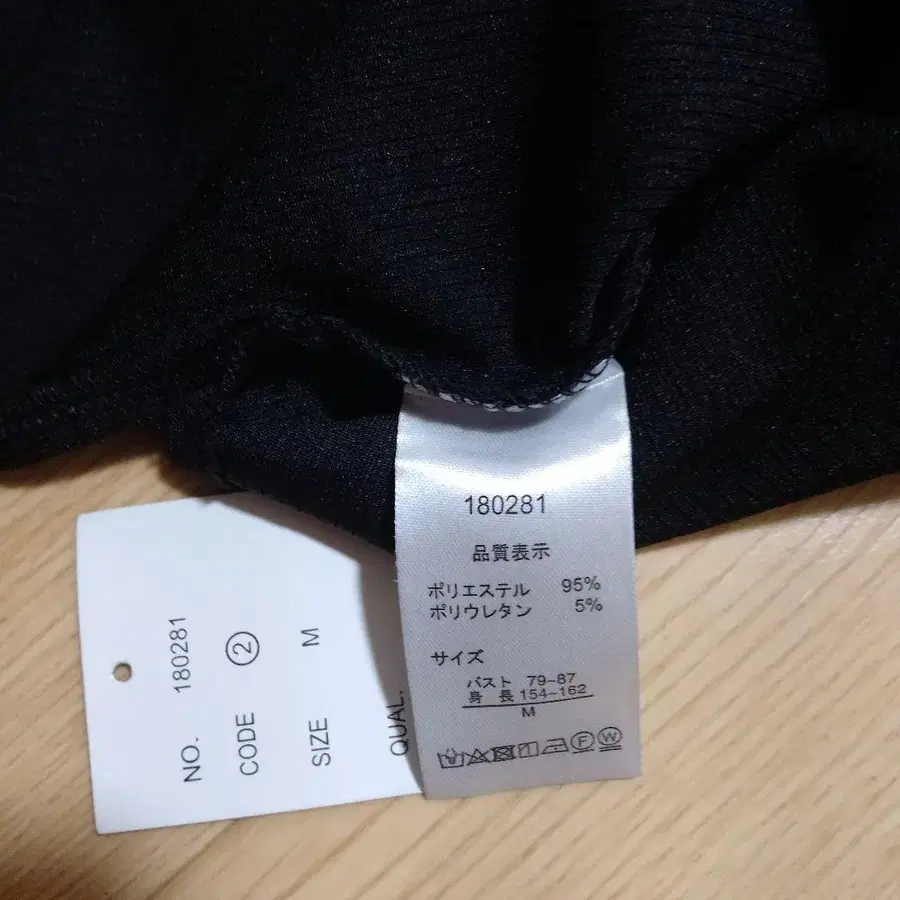 180281
品質表示
ポリエステル 95%
ポリウレタン 5%
サイズ
バスト 79-87
身 長 154~162
M
F W
NO. 180281
CODE ②
SIZE M
QUAL.